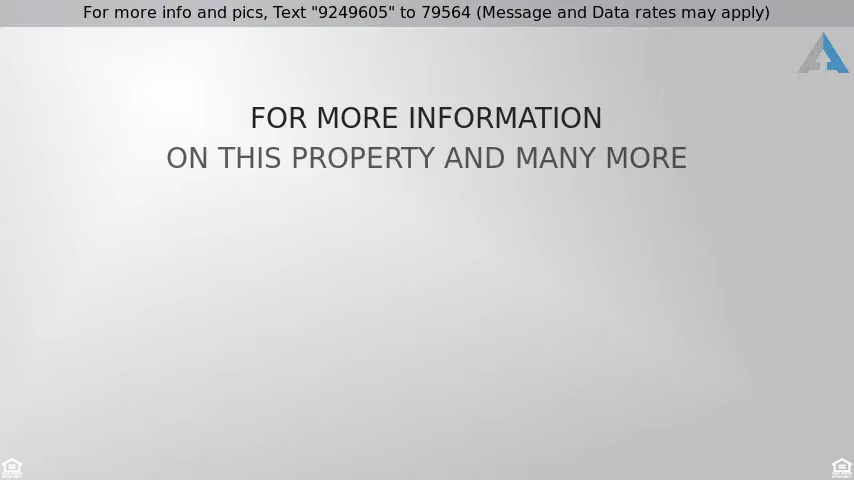 For more info and pics, Text "9249605" to 79564 (Message and Data rates may apply)
FOR MORE INFORMATION
ON THIS PROPERTY AND MANY MORE